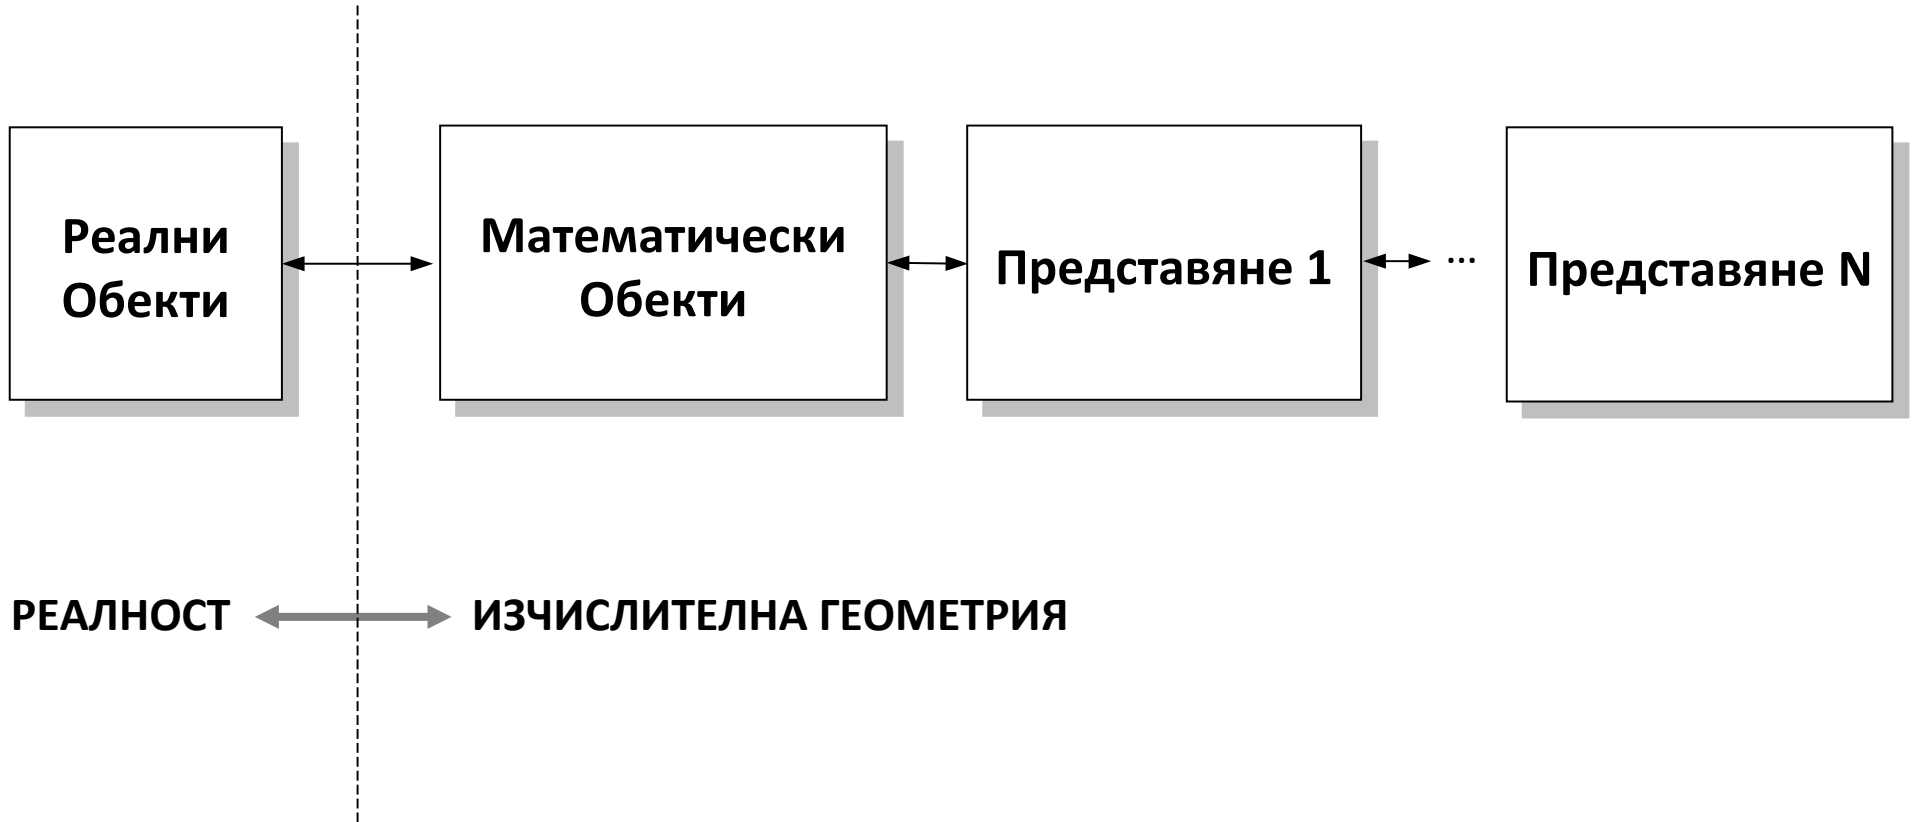 Реални
Обекти
Математически
Обекти
Представяне 1
...
Представяне N
РЕАЛНОСТ
ИЗЧИСЛИТЕЛНА ГЕОМЕТРИЯ